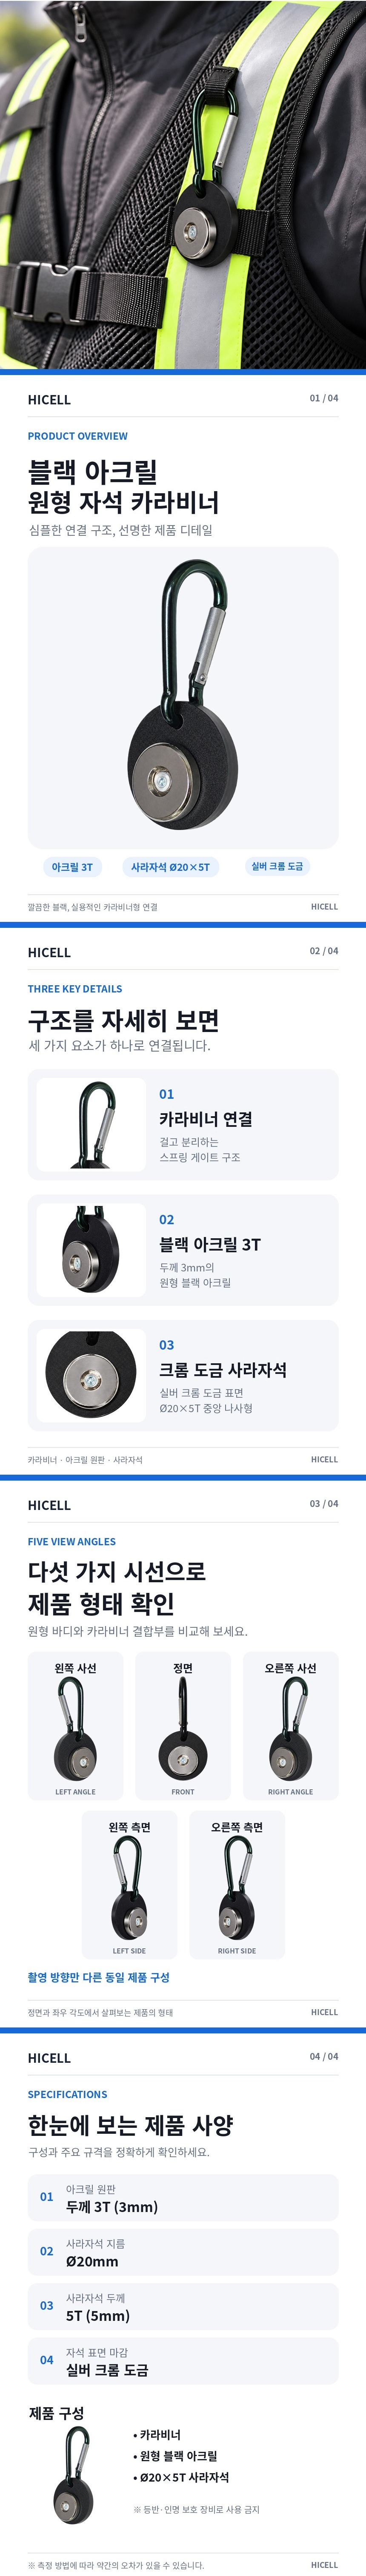 HICELL
01 / 04
PRODUCT OVERVIEW
블랙 아크릴
원형 자석 카라비너
심플한 연결 구조, 선명한 제품 디테일
아크릴 3T
사라자석 Ø20×5T
실버 크롬 도금
깔끔한 블랙, 실용적인 카라비너형 연결
HICELL
HICELL
02 / 04
THREE KEY DETAILS
구조를 자세히 보면
세 가지 요소가 하나로 연결됩니다.
01
카라비너 연결
걸고 분리하는
스프링 게이트 구조
02
블랙 아크릴 3T
두께 3mm의
원형 블랙 아크릴
03
크롬 도금 사라자석
실버 크롬 도금 표면
Ø20×5T 중앙 나사형
카라비너 · 아크릴 원판 · 사라자석
HICELL
HICELL
03 / 04
FIVE VIEW ANGLES
다섯 가지 시선으로
제품 형태 확인
원형 바디와 카라비너 결합부를 비교해 보세요.
왼쪽 사선
LEFT ANGLE
정면
FRONT
오른쪽 사선
RIGHT ANGLE
왼쪽 측면
LEFT SIDE
오른쪽 측면
RIGHT SIDE
촬영 방향만 다른 동일 제품 구성
정면과 좌우 각도에서 살펴보는 제품의 형태
HICELL
HICELL
04 / 04
SPECIFICATIONS
한눈에 보는 제품 사양
구성과 주요 규격을 정확하게 확인하세요.
01
아크릴 원판
두께 3T (3mm)
02
사라자석 지름
Ø20mm
03
사라자석 두께
5T (5mm)
04
자석 표면 마감
실버 크롬 도금
제품 구성
• 카라비너
• 원형 블랙 아크릴
• Ø20×5T 사라자석
※ 등반·인명 보호 장비로 사용 금지
※ 측정 방법에 따라 약간의 오차가 있을 수 있습니다.
HICELL